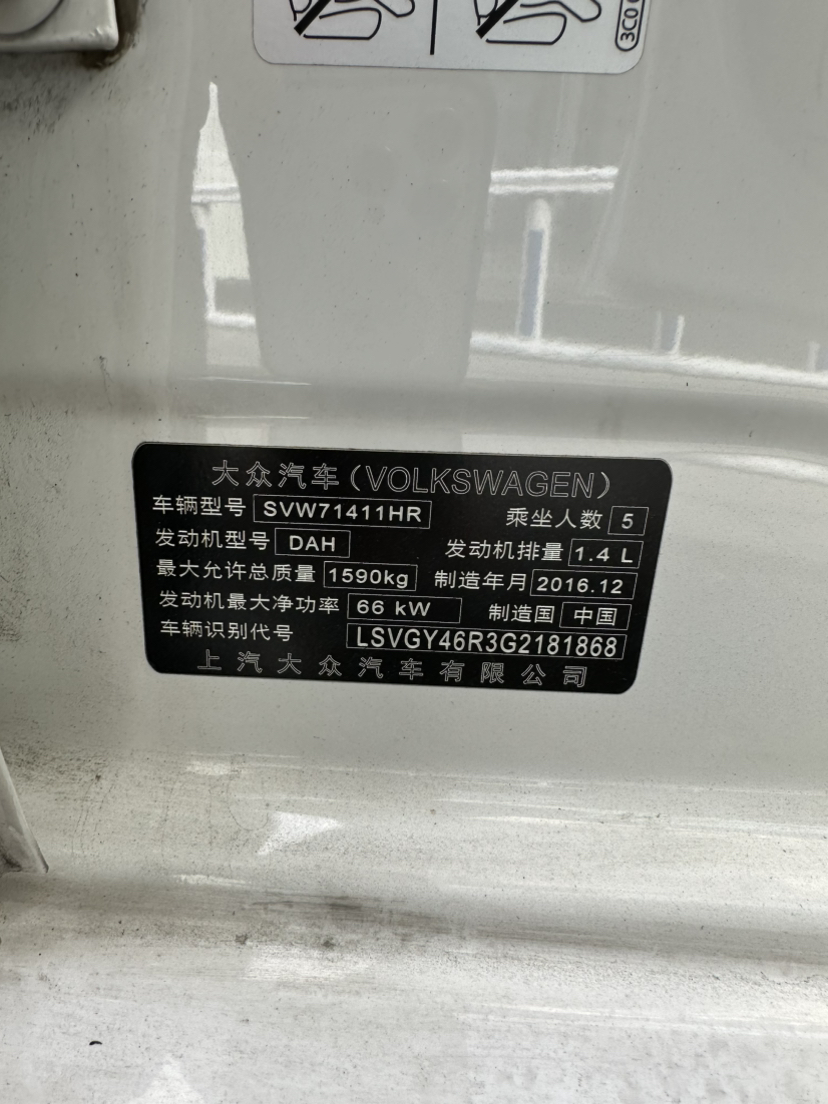 3C0
大众汽车(VOLKSWAGEN)
车辆型号 SVW71411HR 乘坐人数 5
发动机型号 DAH 发动机排量 1.4 L
最大允许总质量 1590kg 制造年月 2016.12
发动机最大净功率 66 kW 制造国 中国
车辆识别代号 LSVGY46R3G2181868
上汽大众汽车有限公司